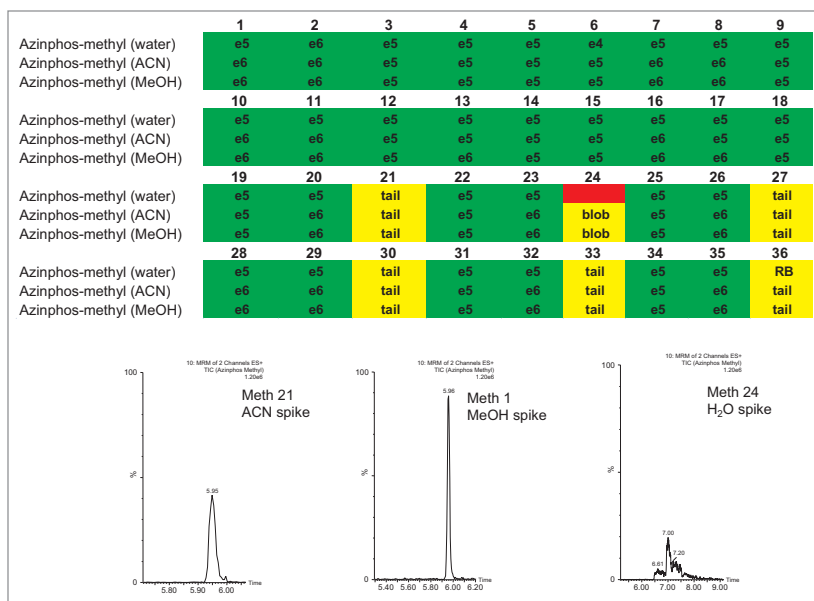 1 2 3 4 5 6 7 8 9
Azinphos-methyl (water) e5 e6 e5 e5 e5 e4 e5 e5 e5
Azinphos-methyl (ACN) e6 e6 e5 e5 e5 e6 e6 e6 e5
Azinphos-methyl (MeOH) e6 e6 e5 e5 e5 e5 e6 e6 e5
10 11 12 13 14 15 16 17 18
Azinphos-methyl (water) e5 e5 e5 e5 e5 e5 e5 e5 e5
Azinphos-methyl (ACN) e6 e6 e5 e5 e5 e5 e6 e6 e5
Azinphos-methyl (MeOH) e6 e6 e5 e6 e5 e5 e6 e6 e5
19 20 21 22 23 24 25 26 27
Azinphos-methyl (water) e5 e5 tail e5 e5 e5 e5 tail
Azinphos-methyl (ACN) e5 e6 tail e5 e6 blob e5 e6 tail
Azinphos-methyl (MeOH) e5 e6 tail e5 e6 blob e5 e6 tail
28 29 30 31 32 33 34 35 36
Azinphos-methyl (water) e5 e5 tail e5 e5 tail e5 e5 RB
Azinphos-methyl (ACN) e6 e6 tail e5 e6 tail e5 e6 tail
Azinphos-methyl (MeOH) e6 e6 tail e5 e6 tail e5 e6 tail
10: MRM of 2 Channels ES+
TIC (Azinphos Methyl)
1.20e6
100
Meth 21
ACN spike
%
5.95
0
Time
5.80 5.90 6.00
10: MRM of 2 Channels ES+
TIC (Azinphos Methyl)
1.20e6
100
5.96
Meth 1
MeOH spike
%
0
Time
5.40 5.60 5.80 6.00 6.20
10: MRM of 2 Channels ES+
TIC (Azinphos Methyl)
1.20e6
100
Meth 24
H₂O spike
%
7.00
7.20
6.61
0
Time
6.00 7.00 8.00 9.00